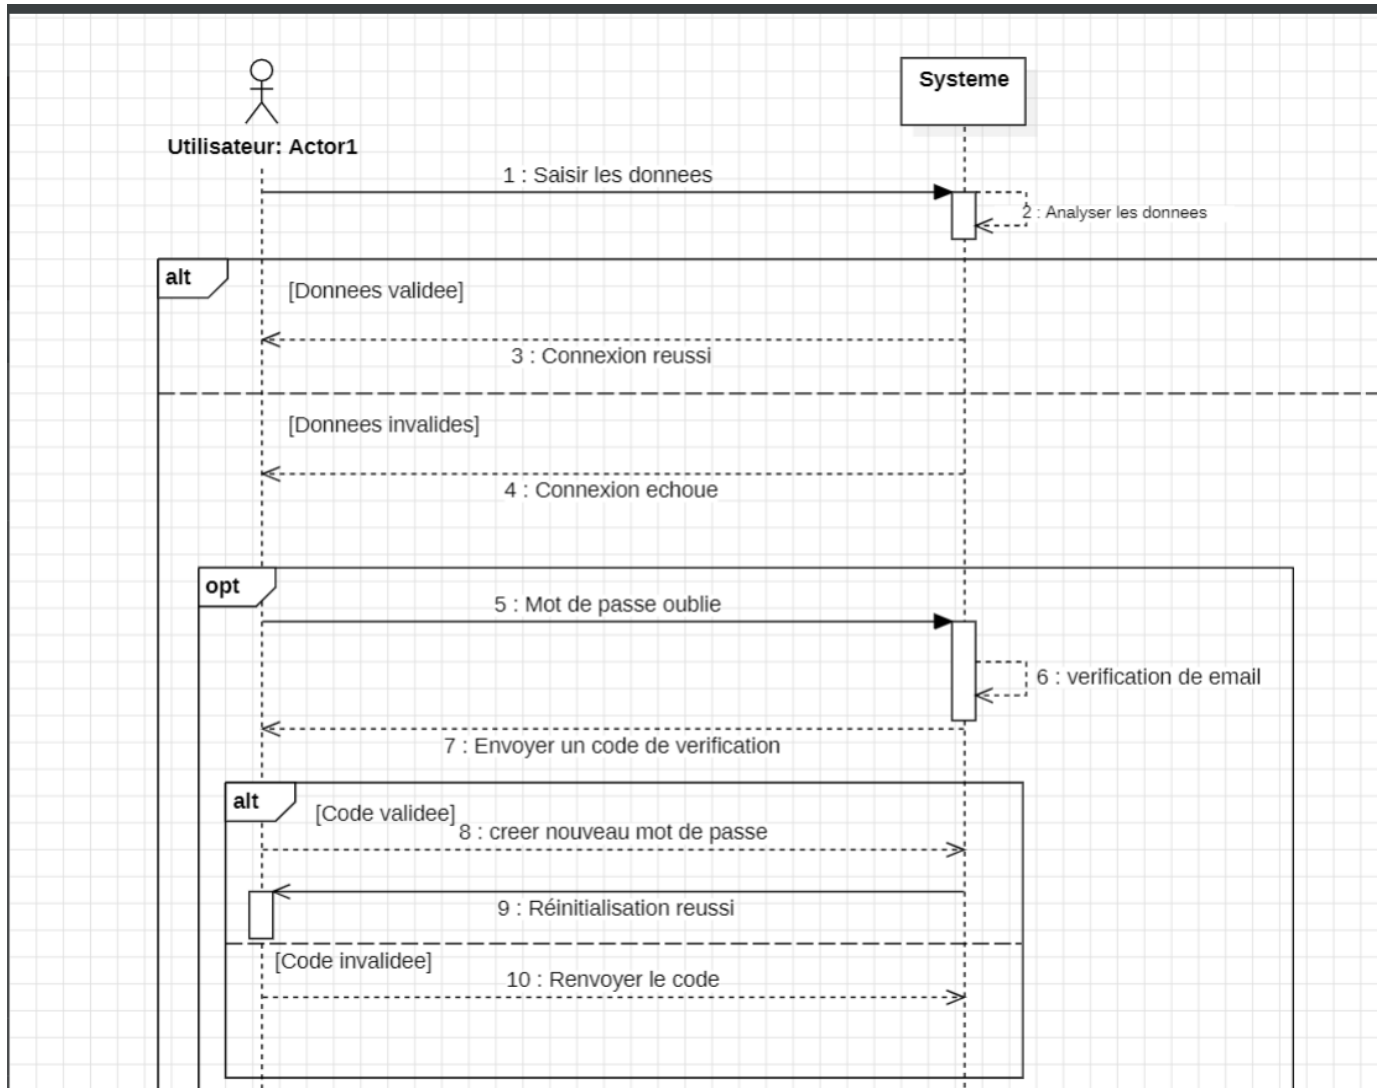 Systeme
Utilisateur: Actor1
1 : Saisir les donnees
2 : Analyser les donnees
alt
[Donnees validee]
3 : Connexion reussi
[Donnees invalides]
4 : Connexion echoue
opt
5 : Mot de passe oublie
6 : verification de email
7 : Envoyer un code de verification
alt
[Code validee]
8 : creer nouveau mot de passe
9 : Réinitialisation reussi
[Code invalidee]
10 : Renvoyer le code